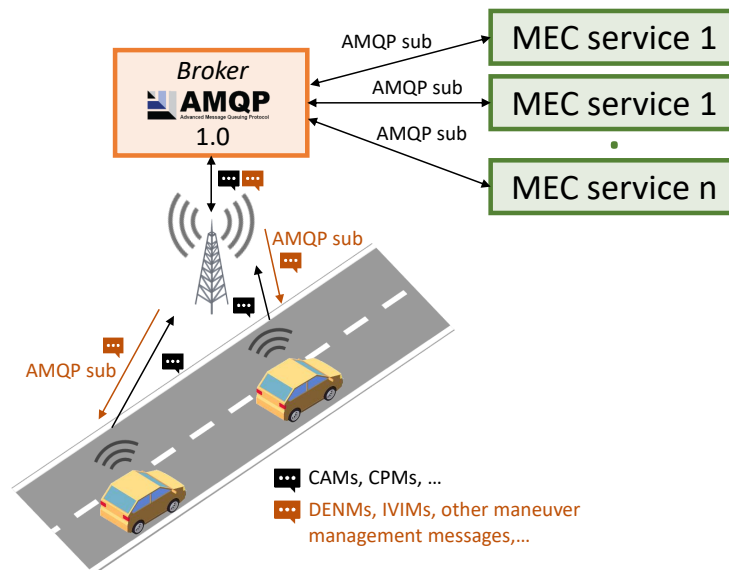 AMQP sub
MEC service 1
Broker
AMQP
Advanced Message Queuing Protocol
1.0
AMQP sub
MEC service 1
AMQP sub
MEC service n
AMQP sub
AMQP sub
CAMs, CPMs, ...
DENMs, IVIMs, other maneuver
management messages,...